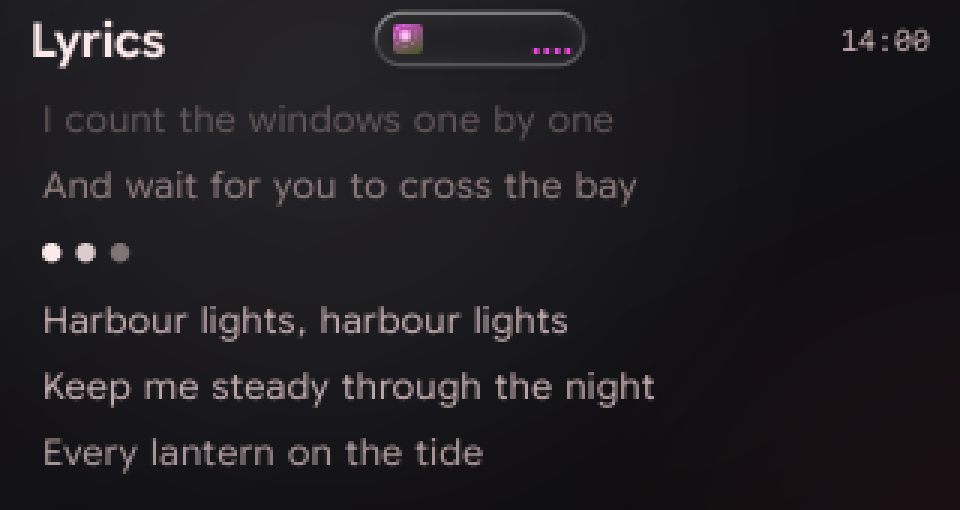 Lyrics
14:00
I count the windows one by one
And wait for you to cross the bay
Harbour lights, harbour lights
Keep me steady through the night
Every lantern on the tide